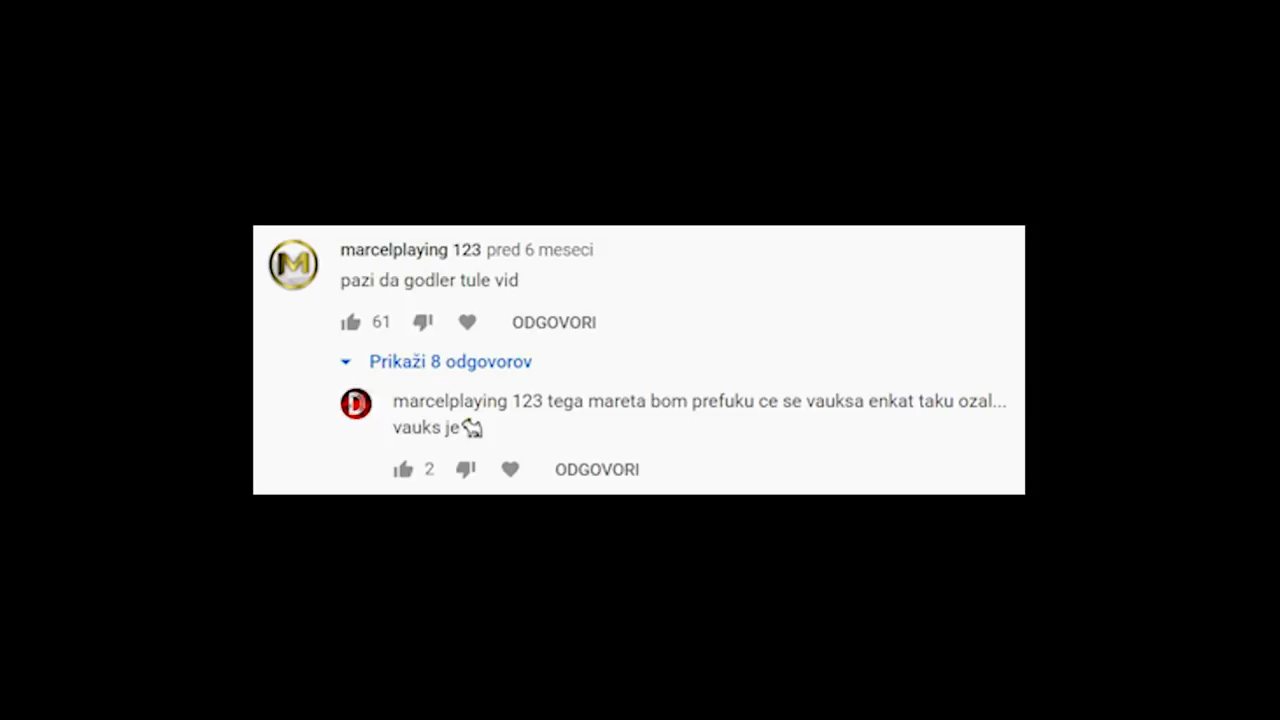 marcelplaying 123 pred 6 meseci
pazi da godler tule vid
61 ODGOVORI
Prikaži 8 odgovorov
marcelplaying 123 tega mareta bom prefuku ce se vauksa enkat taku ozal...
vauks je🐪
2 ODGOVORI